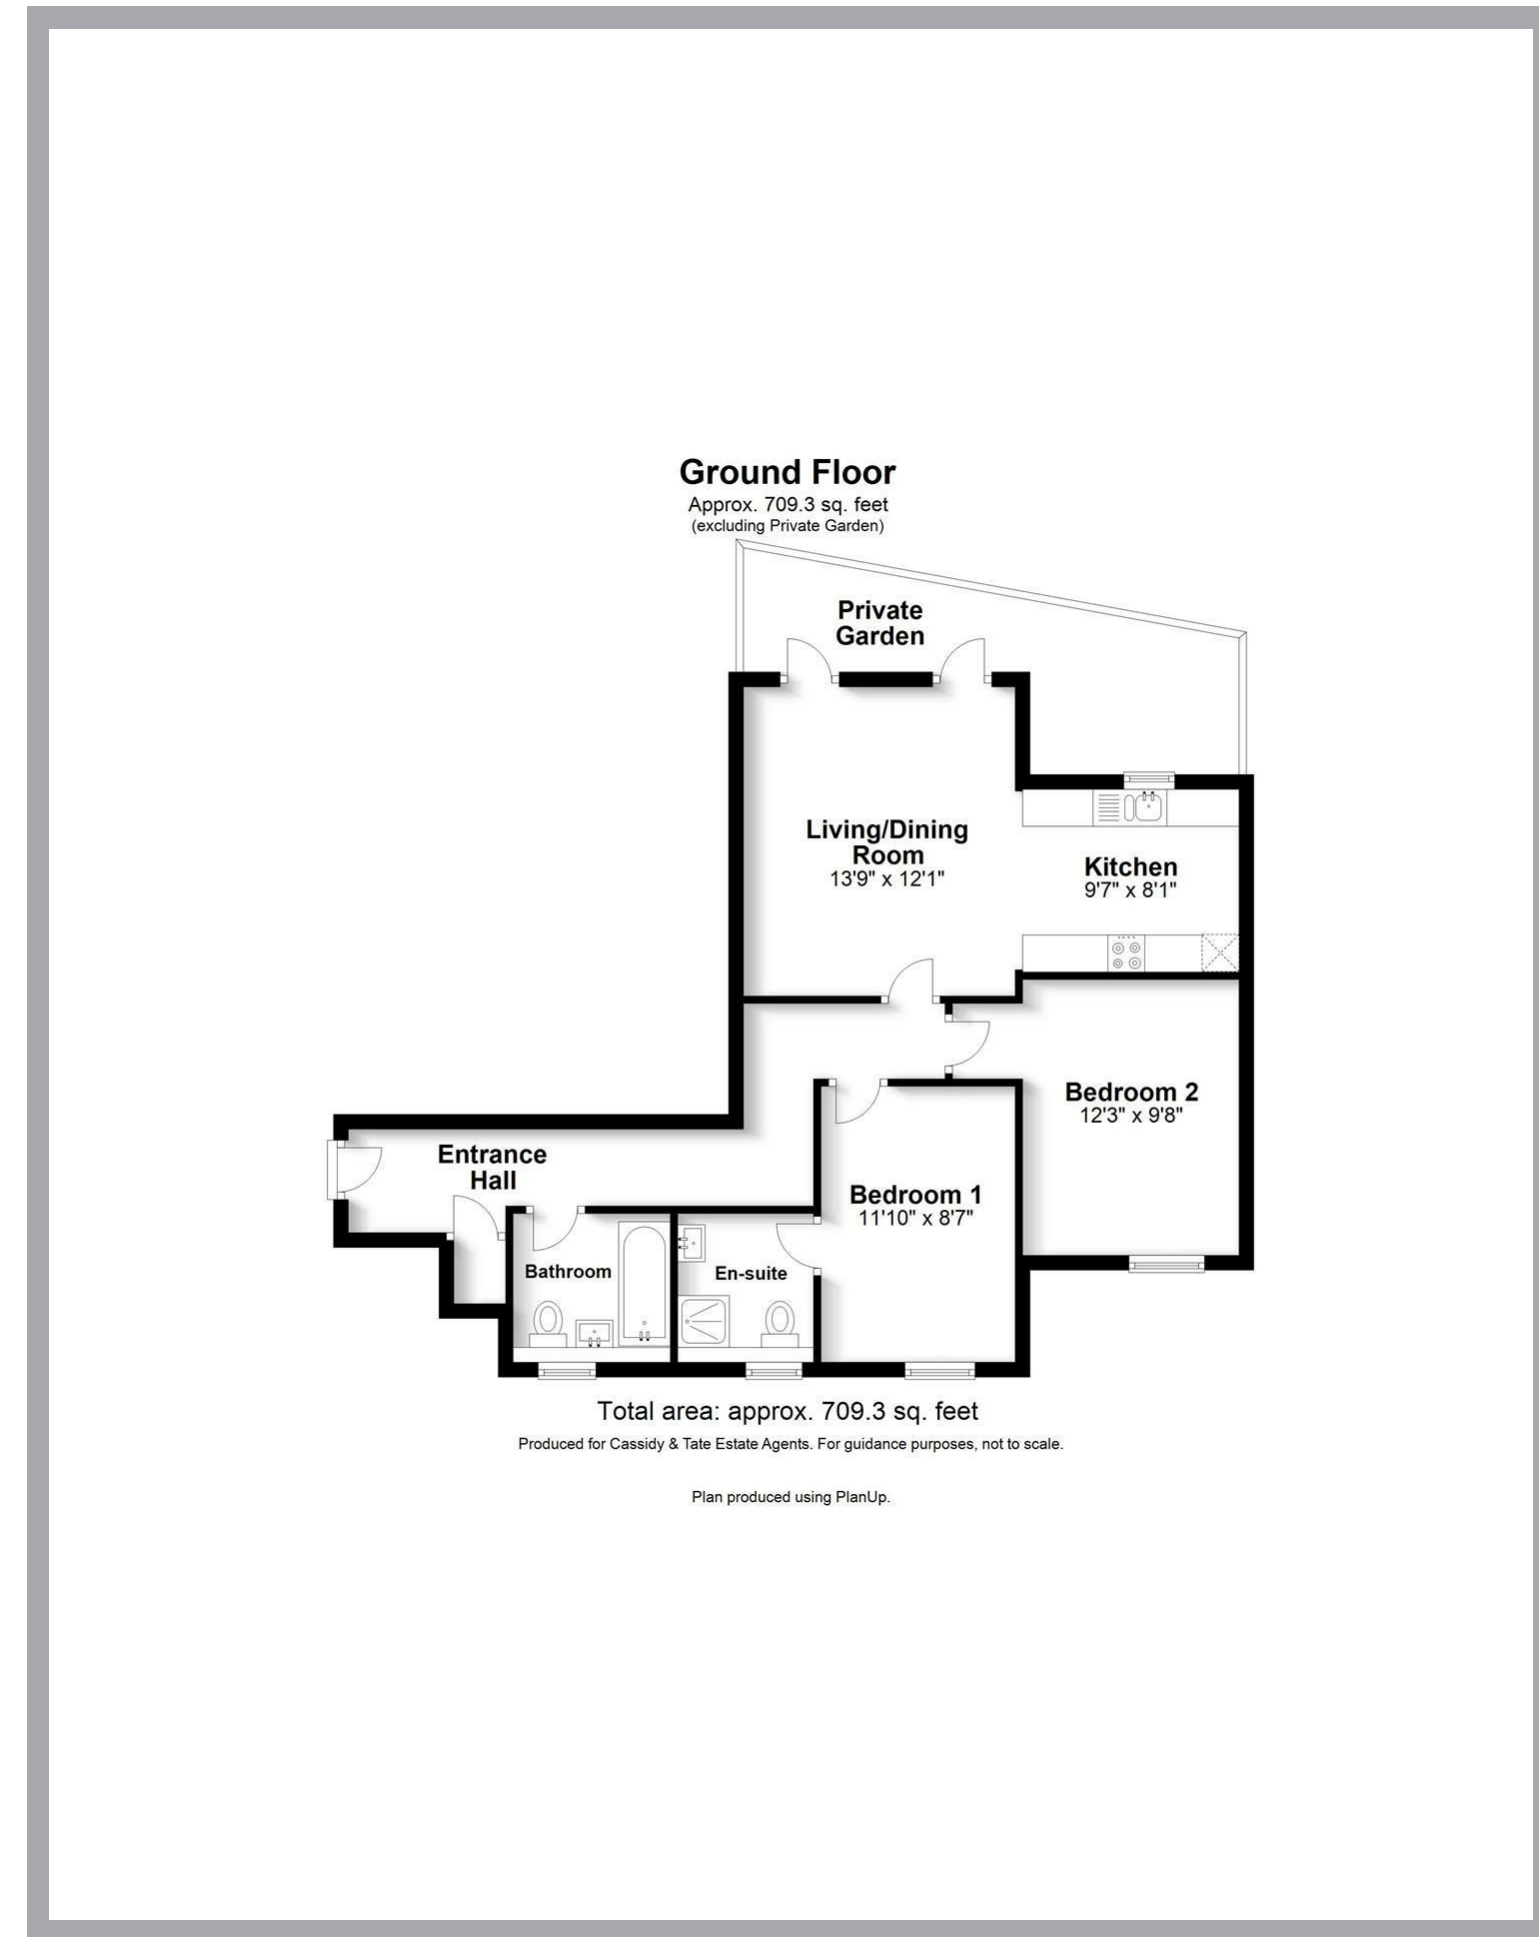 Ground Floor
Approx. 709.3 sq. feet
(excluding Private Garden)
Private
Garden
Living/Dining
Room
13'9" x 12'1"
Kitchen
9'7" x 8'1"
Bedroom 2
12'3" x 9'8"
Entrance
Hall
Bedroom 1
11'10" x 8'7"
Bathroom
En-suite
Total area: approx. 709.3 sq. feet
Produced for Cassidy & Tate Estate Agents. For guidance purposes, not to scale.
Plan produced using PlanUp.